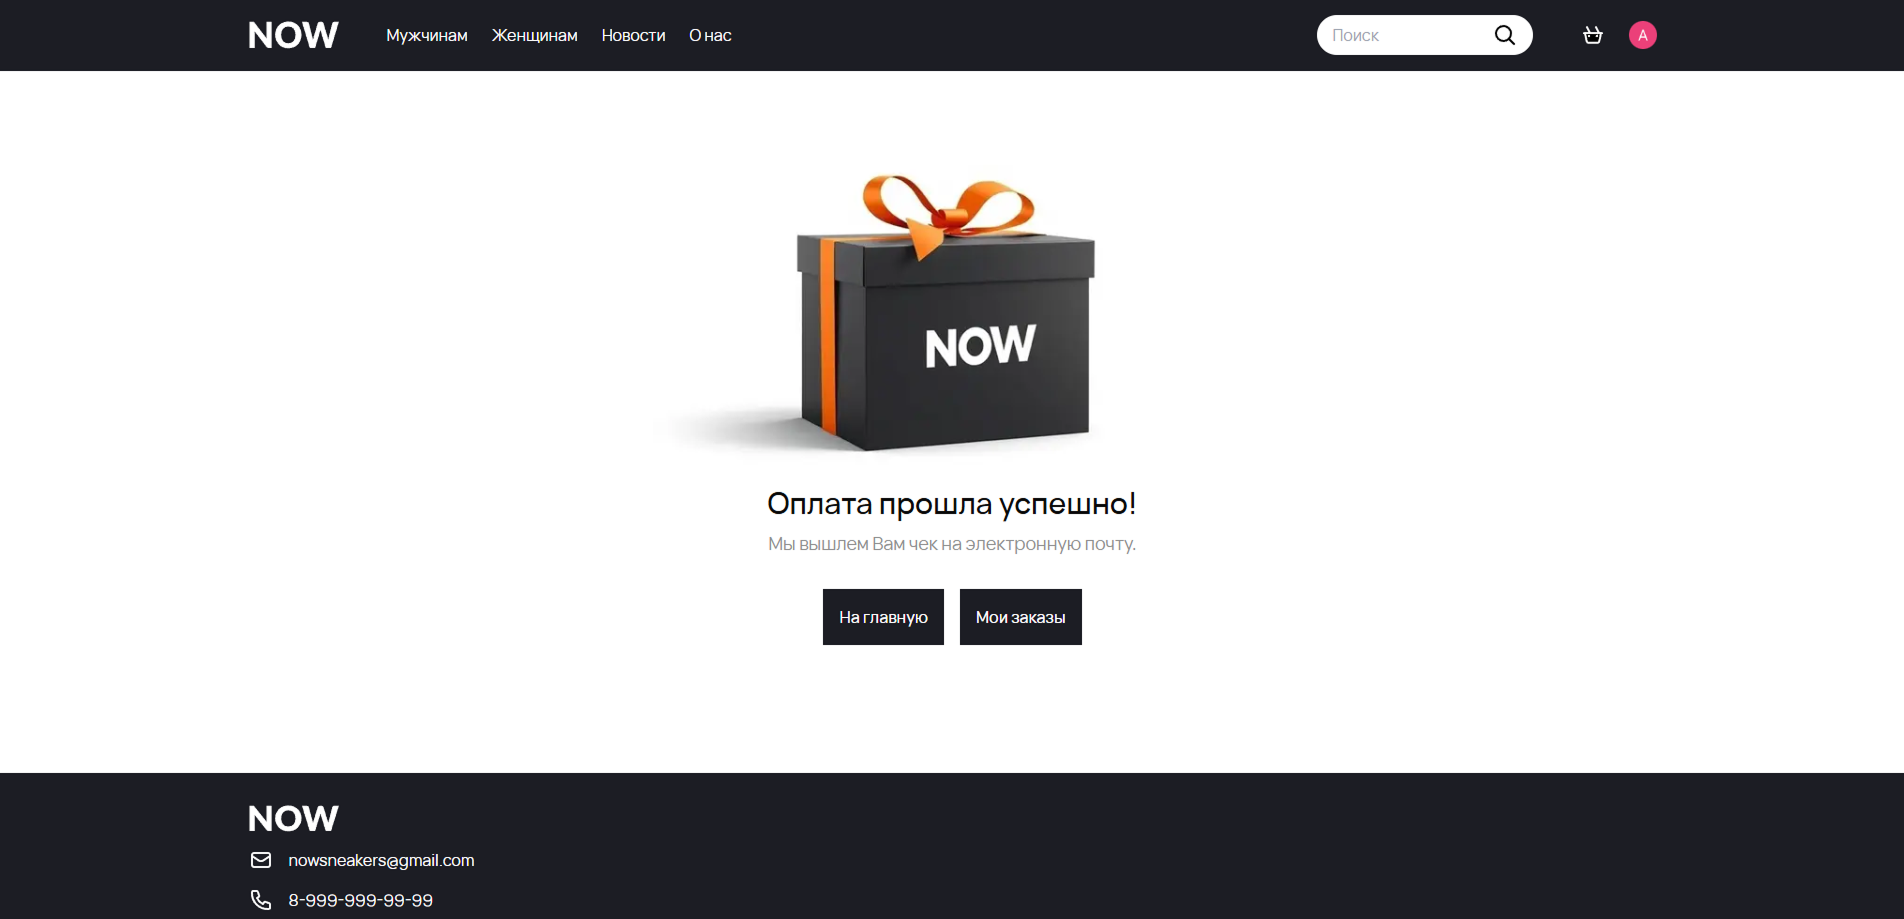 NOW
Мужчинам Женщинам Новости О нас
Поиск
A
NOW
Оплата прошла успешно!
Мы вышлем Вам чек на электронную почту.
На главную Мои заказы
NOW
nowsneakers@gmail.com
8-999-999-99-99